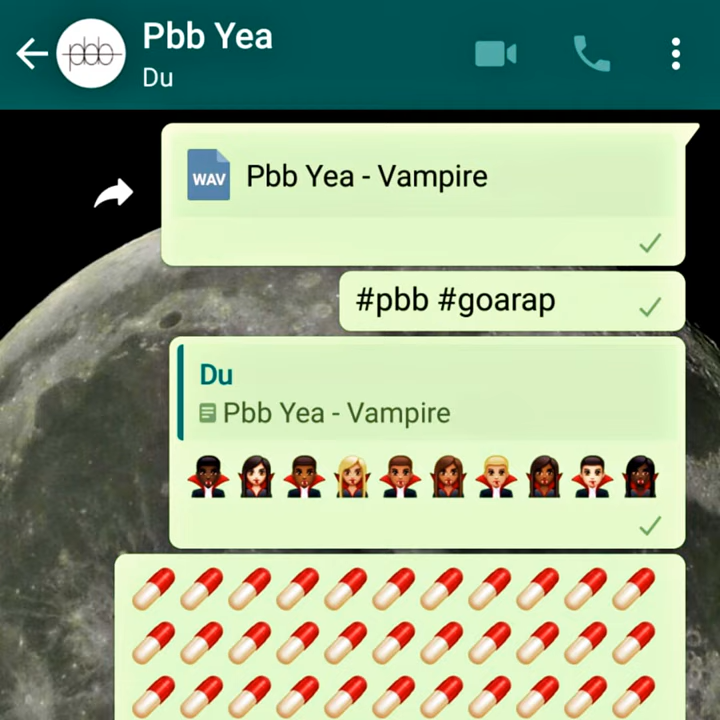 pbb
Pbb Yea
Du
WAV
Pbb Yea - Vampire
#pbb #goarap
Du
Pbb Yea - Vampire